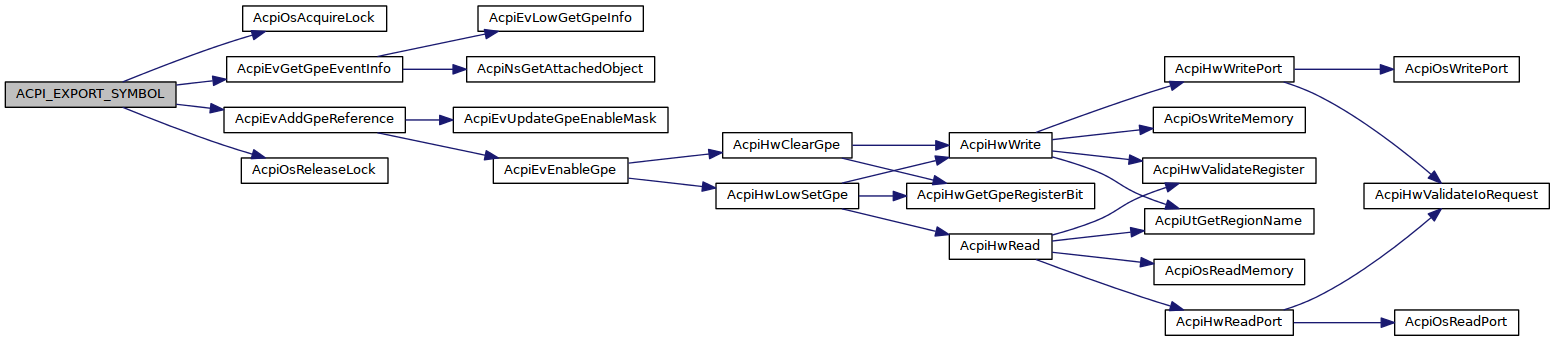 ACPI_EXPORT_SYMBOL
AcpiOsAcquireLock
AcpiEvGetGpeEventInfo
AcpiEvAddGpeReference
AcpiOsReleaseLock
AcpiEvLowGetGpeInfo
AcpiNsGetAttachedObject
AcpiEvUpdateGpeEnableMask
AcpiEvEnableGpe
AcpiHwClearGpe
AcpiHwLowSetGpe
AcpiHwWrite
AcpiHwGetGpeRegisterBit
AcpiHwRead
AcpiHwWritePort
AcpiOsWriteMemory
AcpiHwValidateRegister
AcpiUtGetRegionName
AcpiOsReadMemory
AcpiHwReadPort
AcpiOsWritePort
AcpiHwValidateIoRequest
AcpiOsReadPort